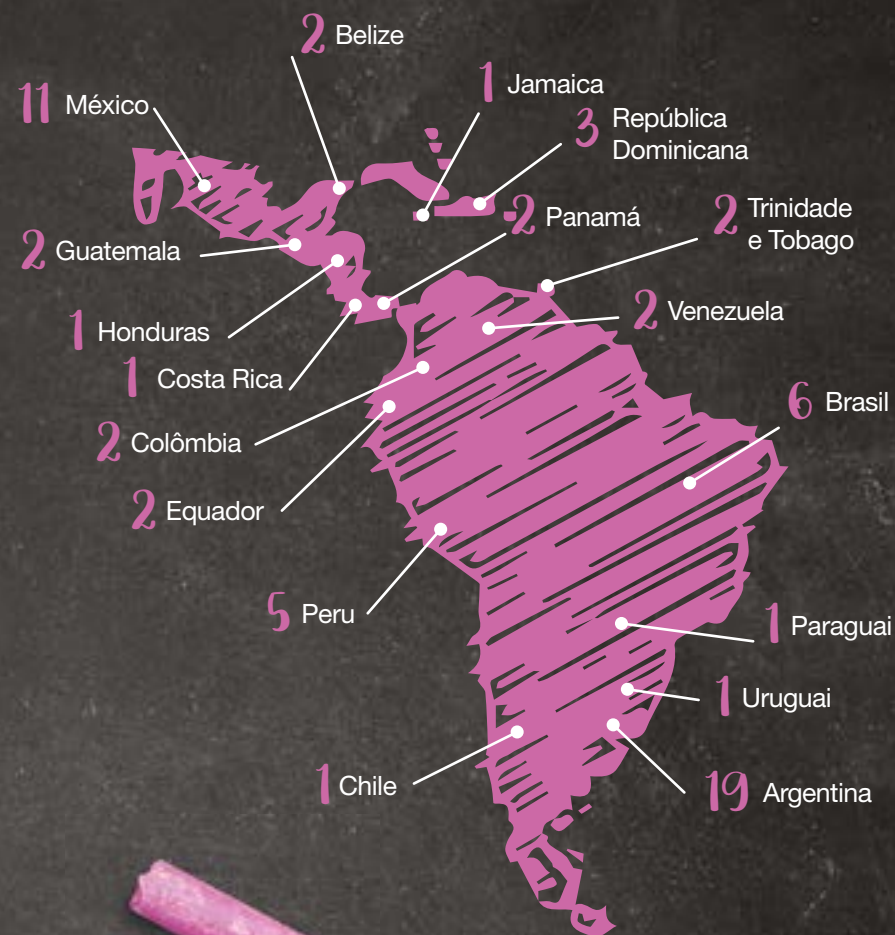 2 Belize
1 Jamaica
11 México
3 República
Dominicana
2 Trinidade
e Tobago
2 Panamá
2 Guatemala
2 Venezuela
1 Honduras
1 Costa Rica
6 Brasil
2 Colômbia
2 Equador
5 Peru
1 Paraguai
1 Uruguai
1 Chile
19 Argentina